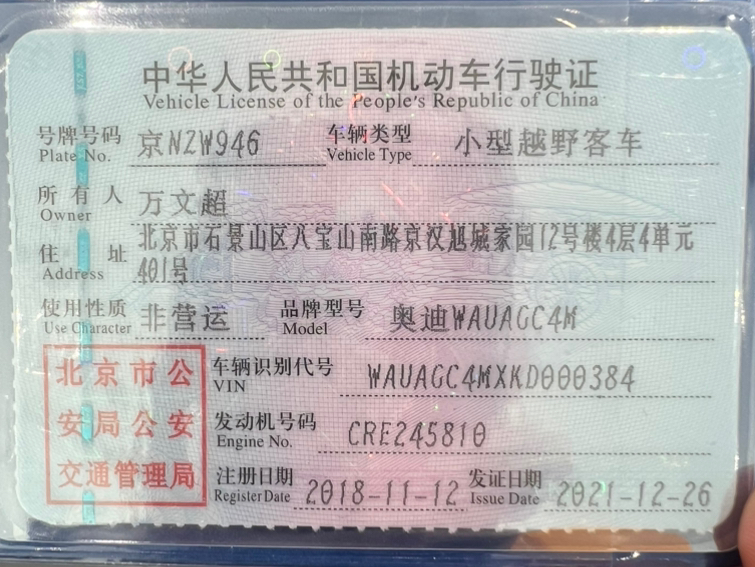 中华人民共和国机动车行驶证
Vehicle License of the People's Republic of China
号牌号码 京NZW946 车辆类型 小型越野客车
Plate No. Vehicle Type
所有人 万文超
Owner
住址 北京市石景山区八宝山南路京汉旭城家园12号楼4层4单元
401号
Address
使用性质 非营运 品牌型号 奥迪WAUAGC4M
Use Character Model
车辆识别代号 WAUAGC4MXKD000384
VIN
发动机号码 CRE245810
Engine No.
注册日期 2018-11-12 发证日期 2021-12-26
Register Date Issue Date
北京市公
安局公安
交通管理局